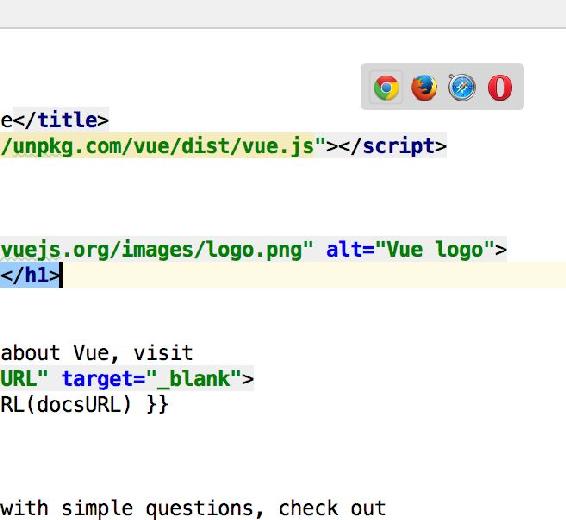 e</title>
/unpkg.com/vue/dist/vue.js"></script>
vuejs.org/images/logo.png" alt="Vue logo">
</h1>
about Vue, visit
URL" target="_blank">
RL(docsURL) }}
with simple questions, check out